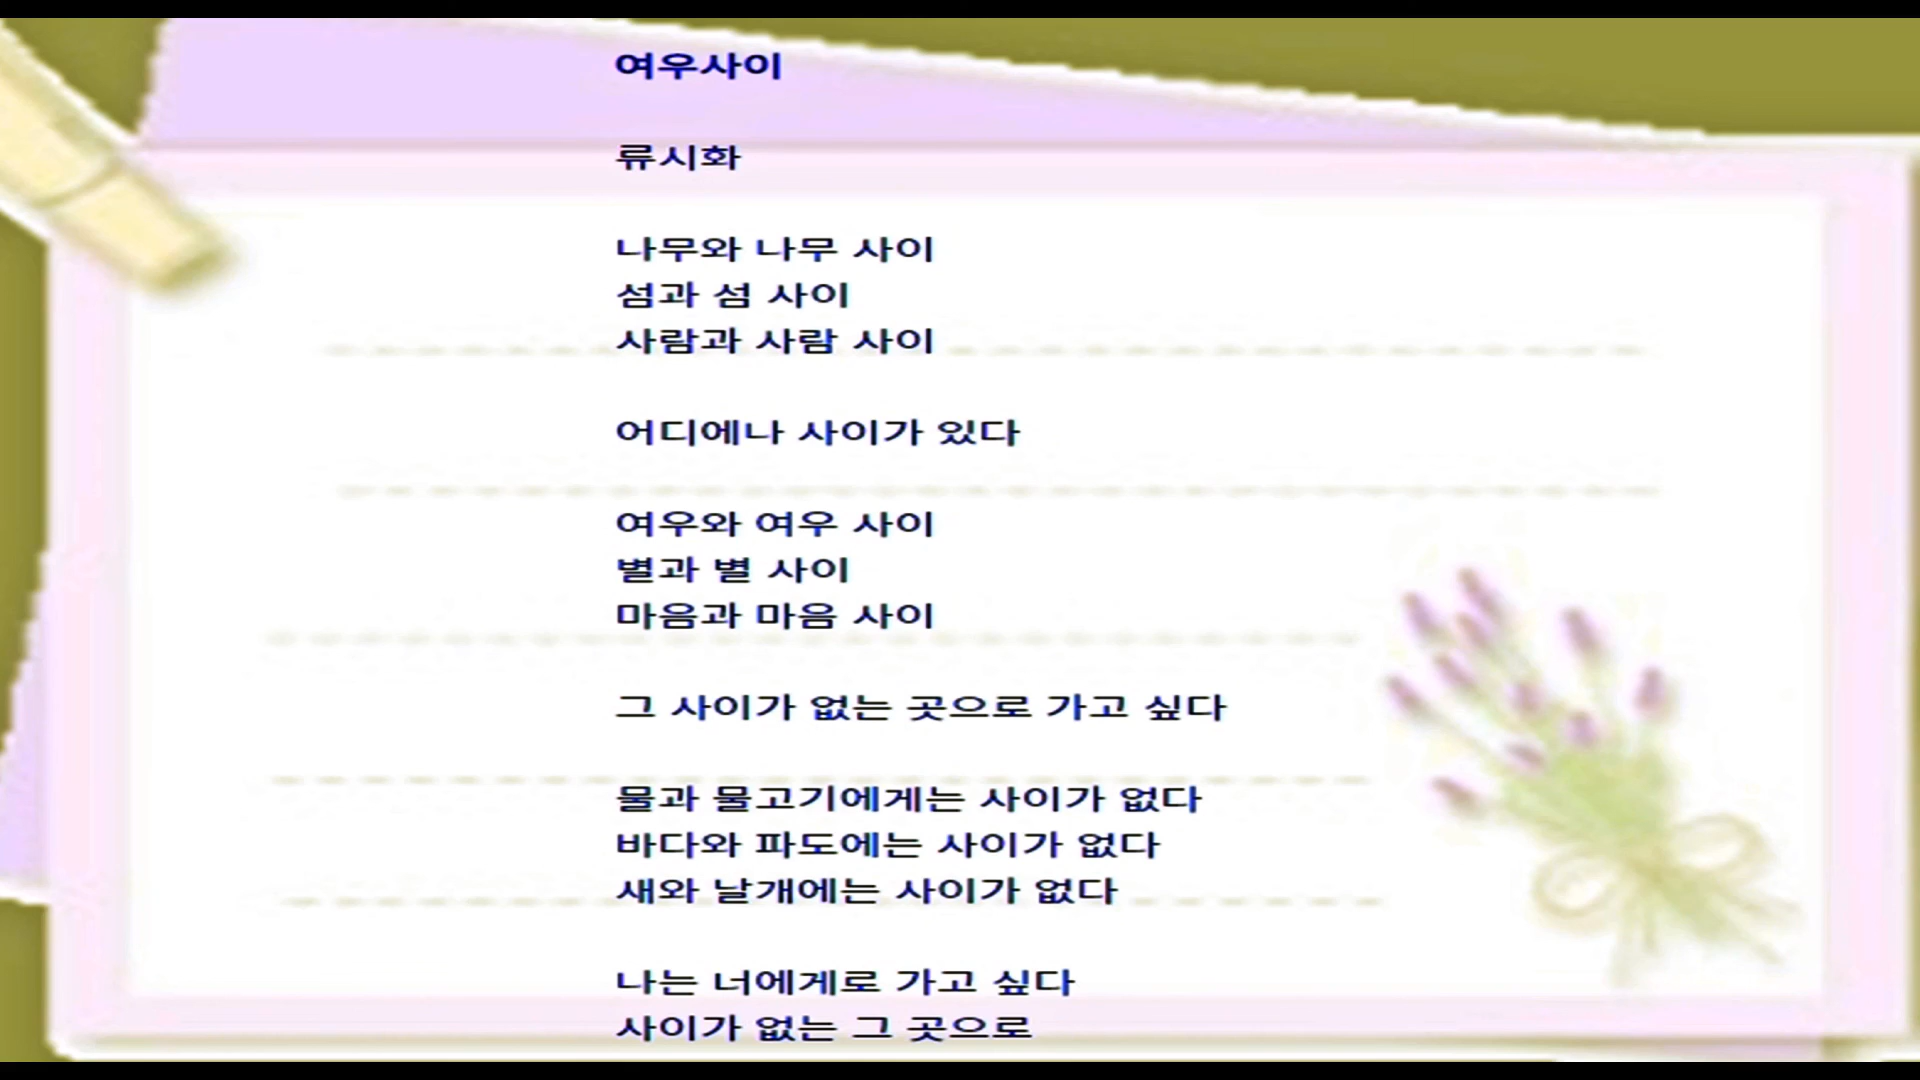 여우사이
류시화
나무와 나무 사이
섬과 섬 사이
사람과 사람 사이
어디에나 사이가 있다
여우와 여우 사이
별과 별 사이
마음과 마음 사이
그 사이가 없는 곳으로 가고 싶다
물과 물고기에게는 사이가 없다
바다와 파도에는 사이가 없다
새와 날개에는 사이가 없다
나는 너에게로 가고 싶다
사이가 없는 그 곳으로